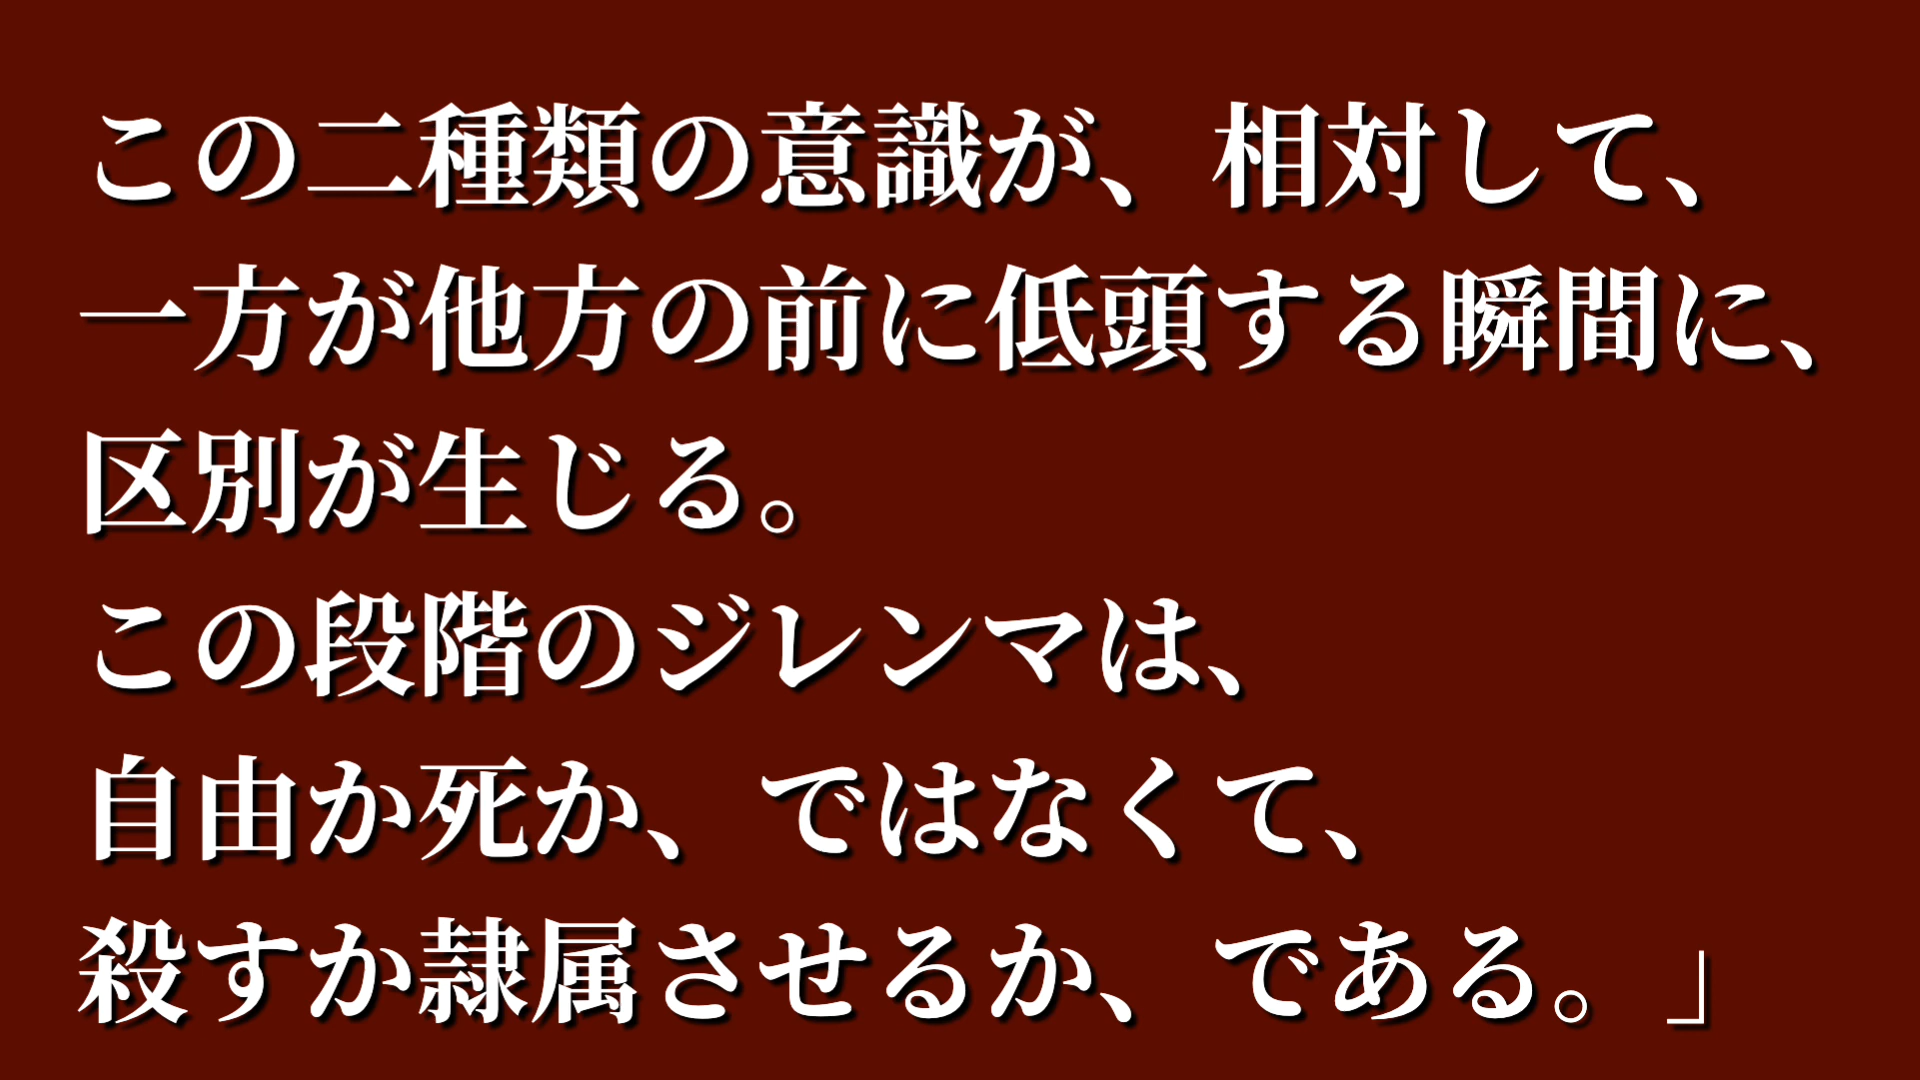 この二種類の意識が、相対して、
一方が他方の前に低頭する瞬間に、
区別が生じる。
この段階のジレンマは、
自由か死か、ではなくて、
殺すか隷属させるか、である。」